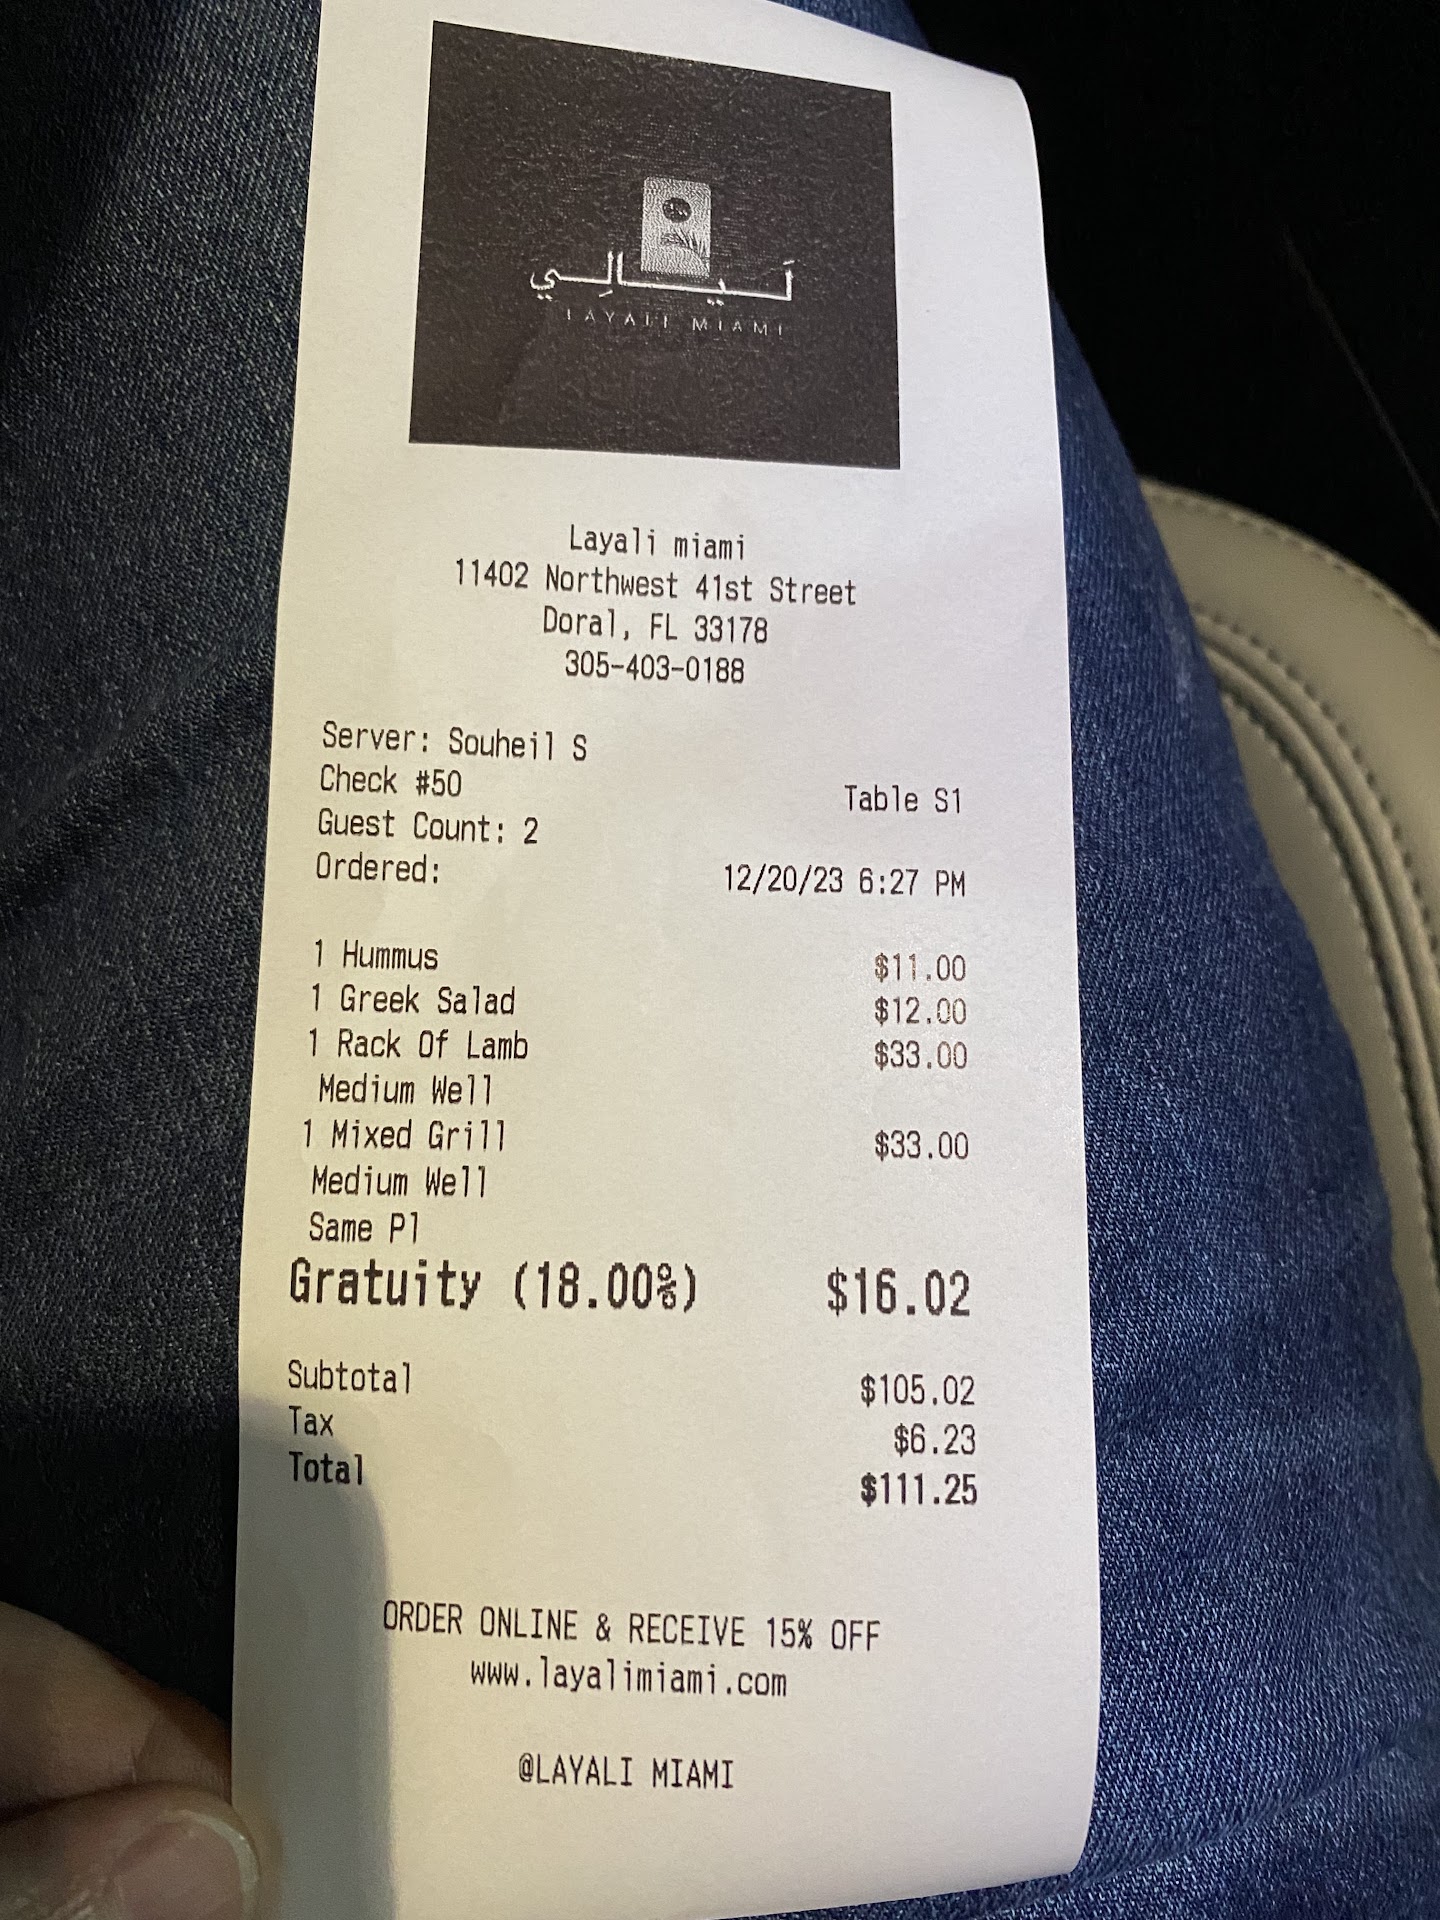 لَـيـالِـي
LAYALI MIAMI
Layali miami
11402 Northwest 41st Street
Doral, FL 33178
305-403-0188
Server: Souheil S
Check #50 Table S1
Guest Count: 2
Ordered: 12/20/23 6:27 PM
1 Hummus $11.00
1 Greek Salad $12.00
1 Rack Of Lamb $33.00
Medium Well
1 Mixed Grill $33.00
Medium Well
Same Pl
Gratuity (18.00%) $16.02
Subtotal $105.02
Tax $6.23
Total $111.25
ORDER ONLINE & RECEIVE 15% OFF
www.layalimiami.com
@LAYALI MIAMI